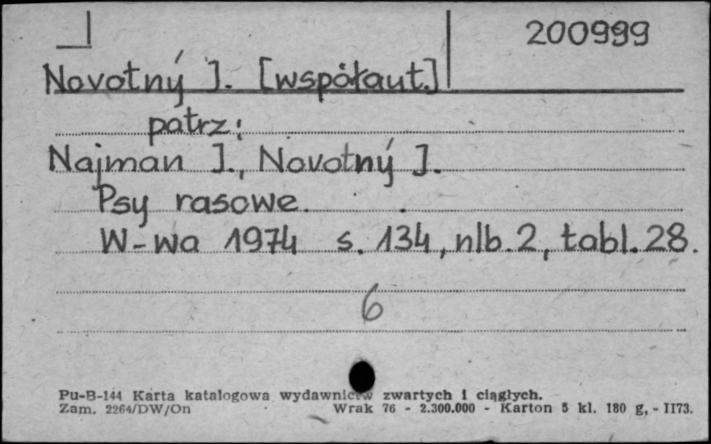 200999
Novotný J. [współaut.]
patrz:
Najman J., Novotný J.
Psy rasowe.
W-wa 1974 s. 134, nlb. 2, tabl. 28.
6
Pu-B-144 Karta katalogowa wydawnictw zwartych i ciągłych.
Zam. 2264/DW/On Wrak 76 - 2.300.000 - Karton 5 kl. 180 g, - II73.